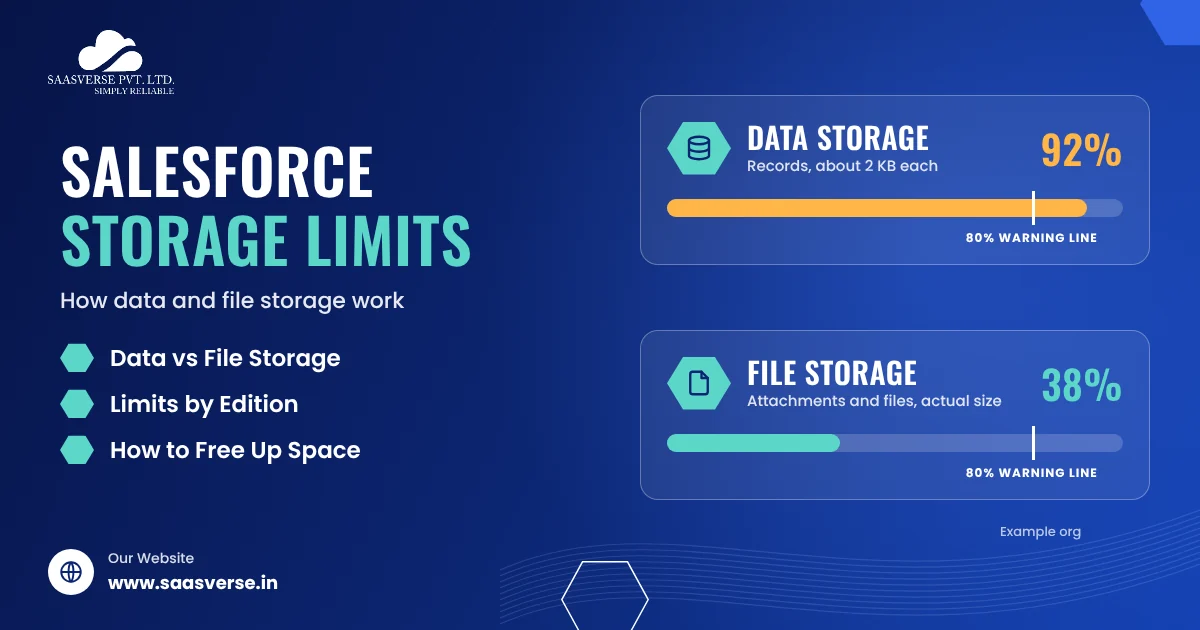 SAASVERSE PVT. LTD.
SIMPLY RELIABLE
SALESFORCE
STORAGE LIMITS
How data and file storage work
Data vs File Storage
Limits by Edition
How to Free Up Space
Our Website
www.saasverse.in
DATA STORAGE
Records, about 2 KB each
92%
80% WARNING LINE
FILE STORAGE
Attachments and files, actual size
38%
80% WARNING LINE
Example org